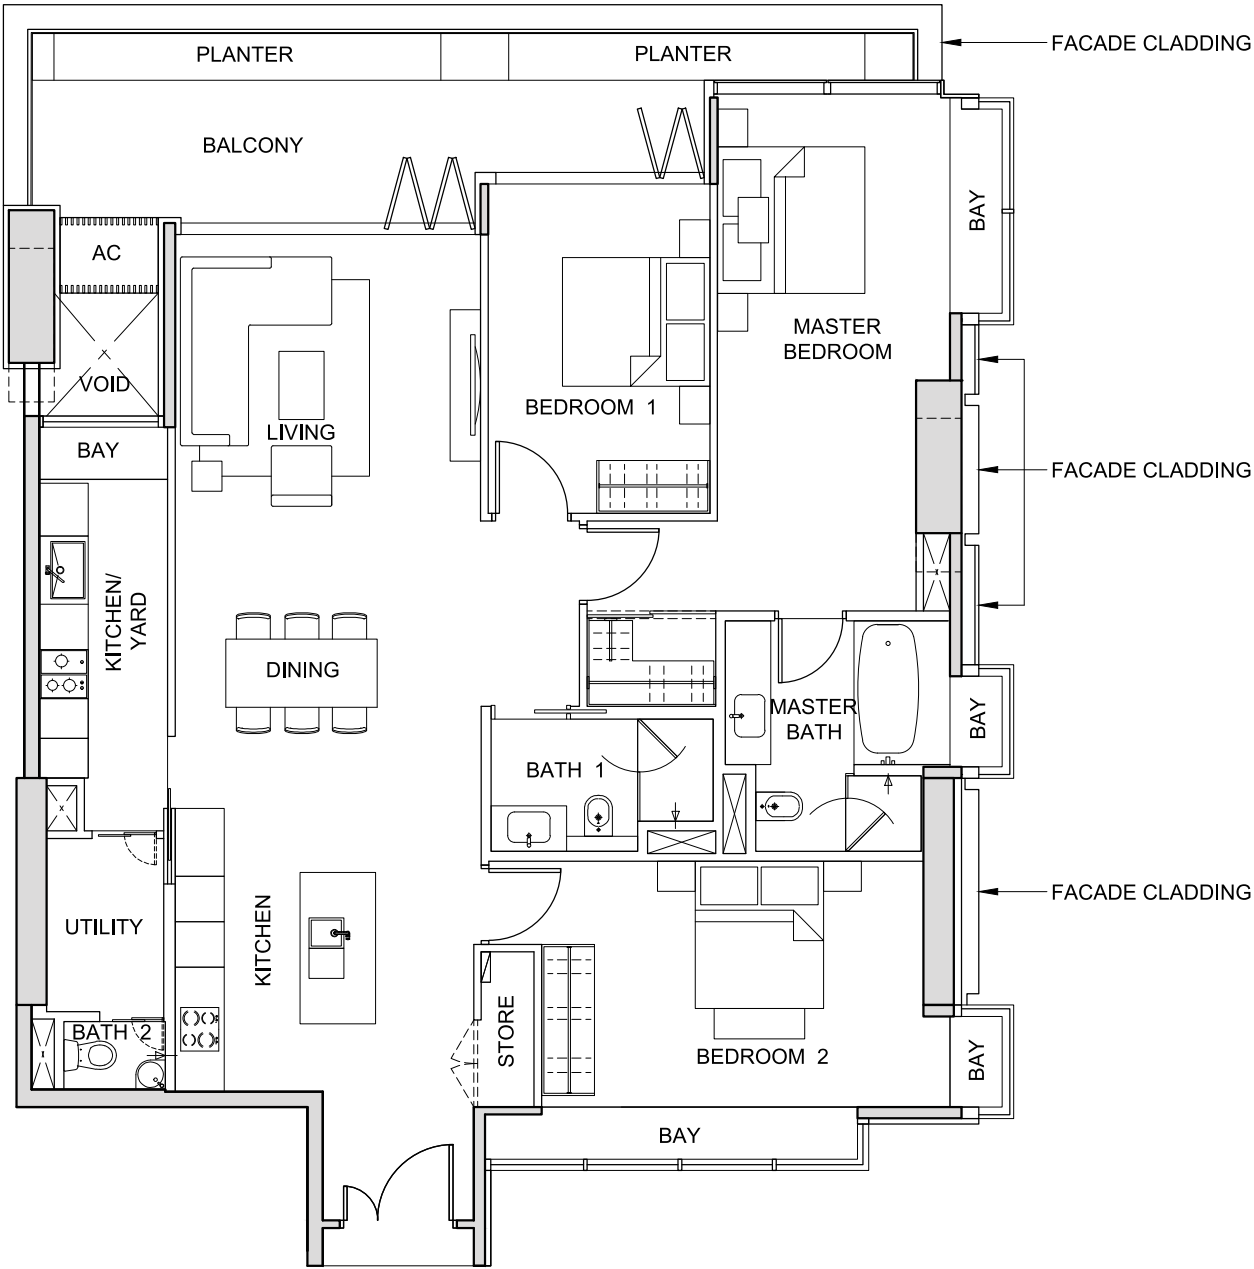 PLANTER
PLANTER
FACADE CLADDING
BALCONY
BAY
AC
MASTER
BEDROOM
VOID
BEDROOM 1
LIVING
BAY
FACADE CLADDING
KITCHEN/
YARD
DINING
MASTER
BATH
BAY
BATH 1
FACADE CLADDING
UTILITY
KITCHEN
STORE
BATH 2
BEDROOM 2
BAY
BAY